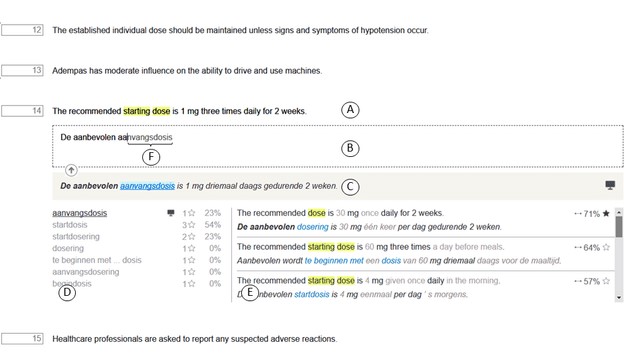 12 The established individual dose should be maintained unless signs and symptoms of hypotension occur.
13 Adempas has moderate influence on the ability to drive and use machines.
14 The recommended starting dose is 1 mg three times daily for 2 weeks. A
De aanbevolen aanvangsdosis B
F
De aanbevolen aanvangsdosis is 1 mg driemaal daags gedurende 2 weken. C
aanvangsdosis 1☆ 23%
startdosis 3☆ 54%
startdosering 2☆ 23%
dosering 1☆ 0%
te beginnen met ... dosis 1☆ 0%
aanvangsdosering 1☆ 0%
begindosis 1☆ 0%
D
The recommended dose is 30 mg once daily for 2 weeks. ↔71% ★
De aanbevolen dosering is 30 mg één keer per dag gedurende 2 weken.
The recommended starting dose is 60 mg three times a day before meals. ↔64% ☆
Aanbevolen wordt te beginnen met een dosis van 60 mg driemaal daags voor de maaltijd.
The recommended starting dose is 4 mg given once daily in the morning. ↔57% ☆
D nbevolen startdosis is 4 mg eenmaal per dag 's morgens.
E
15 Healthcare professionals are asked to report any suspected adverse reactions.